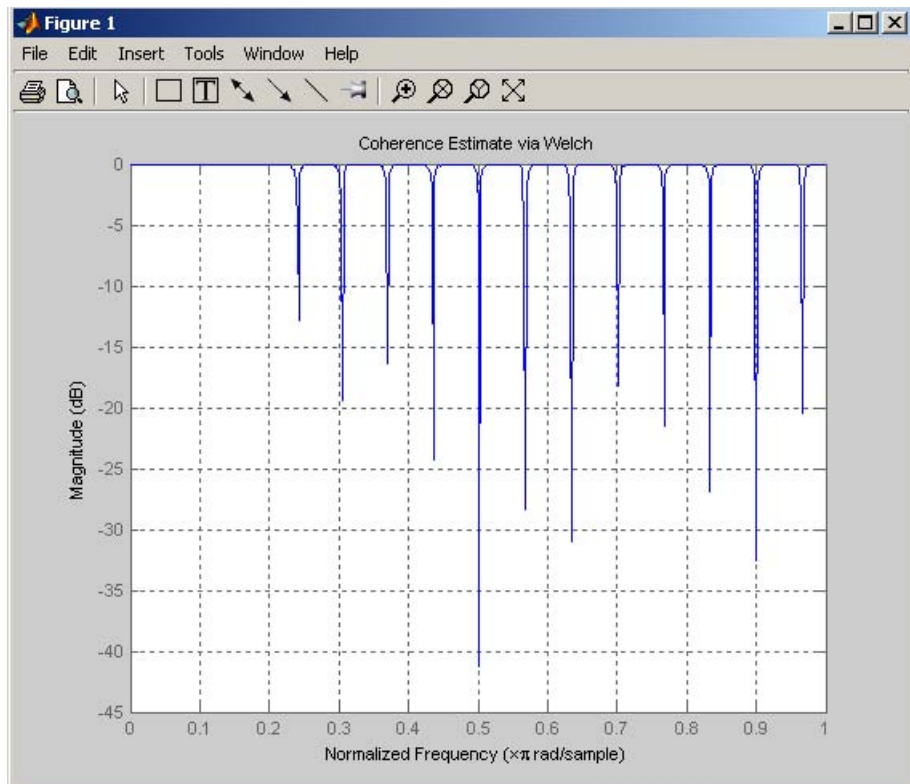 Figure 1
File Edit Insert Tools Window Help
T
Coherence Estimate via Welch
Magnitude (dB)
0
-5
-10
-15
-20
-25
-30
-35
-40
-45
0 0.1 0.2 0.3 0.4 0.5 0.6 0.7 0.8 0.9 1
Normalized Frequency (×π rad/sample)